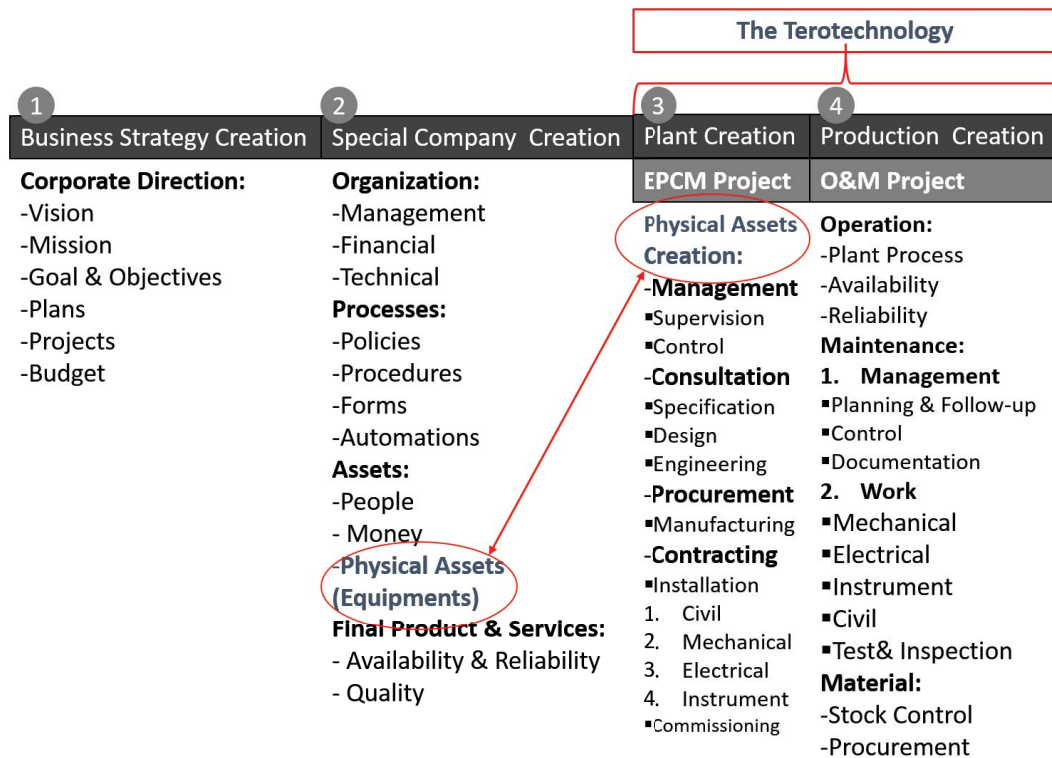 The Terotechnology
1
Business Strategy Creation
Corporate Direction:
-Vision
-Mission
-Goal & Objectives
-Plans
-Projects
-Budget
2
Special Company Creation
Organization:
-Management
-Financial
-Technical
Processes:
-Policies
-Procedures
-Forms
-Automations
Assets:
-People
- Money
-Physical Assets
(Equipments)
Final Product & Services:
- Availability & Reliability
- Quality
3
Plant Creation
EPCM Project
Physical Assets
Creation:
-Management
▪Supervision
▪Control
-Consultation
▪Specification
▪Design
▪Engineering
-Procurement
▪Manufacturing
-Contracting
▪Installation
1. Civil
2. Mechanical
3. Electrical
4. Instrument
▪Commissioning
4
Production Creation
O&M Project
Operation:
-Plant Process
-Availability
-Reliability
Maintenance:
1. Management
▪Planning & Follow-up
▪Control
▪Documentation
2. Work
▪Mechanical
▪Electrical
▪Instrument
▪Civil
▪Test& Inspection
Material:
-Stock Control
-Procurement